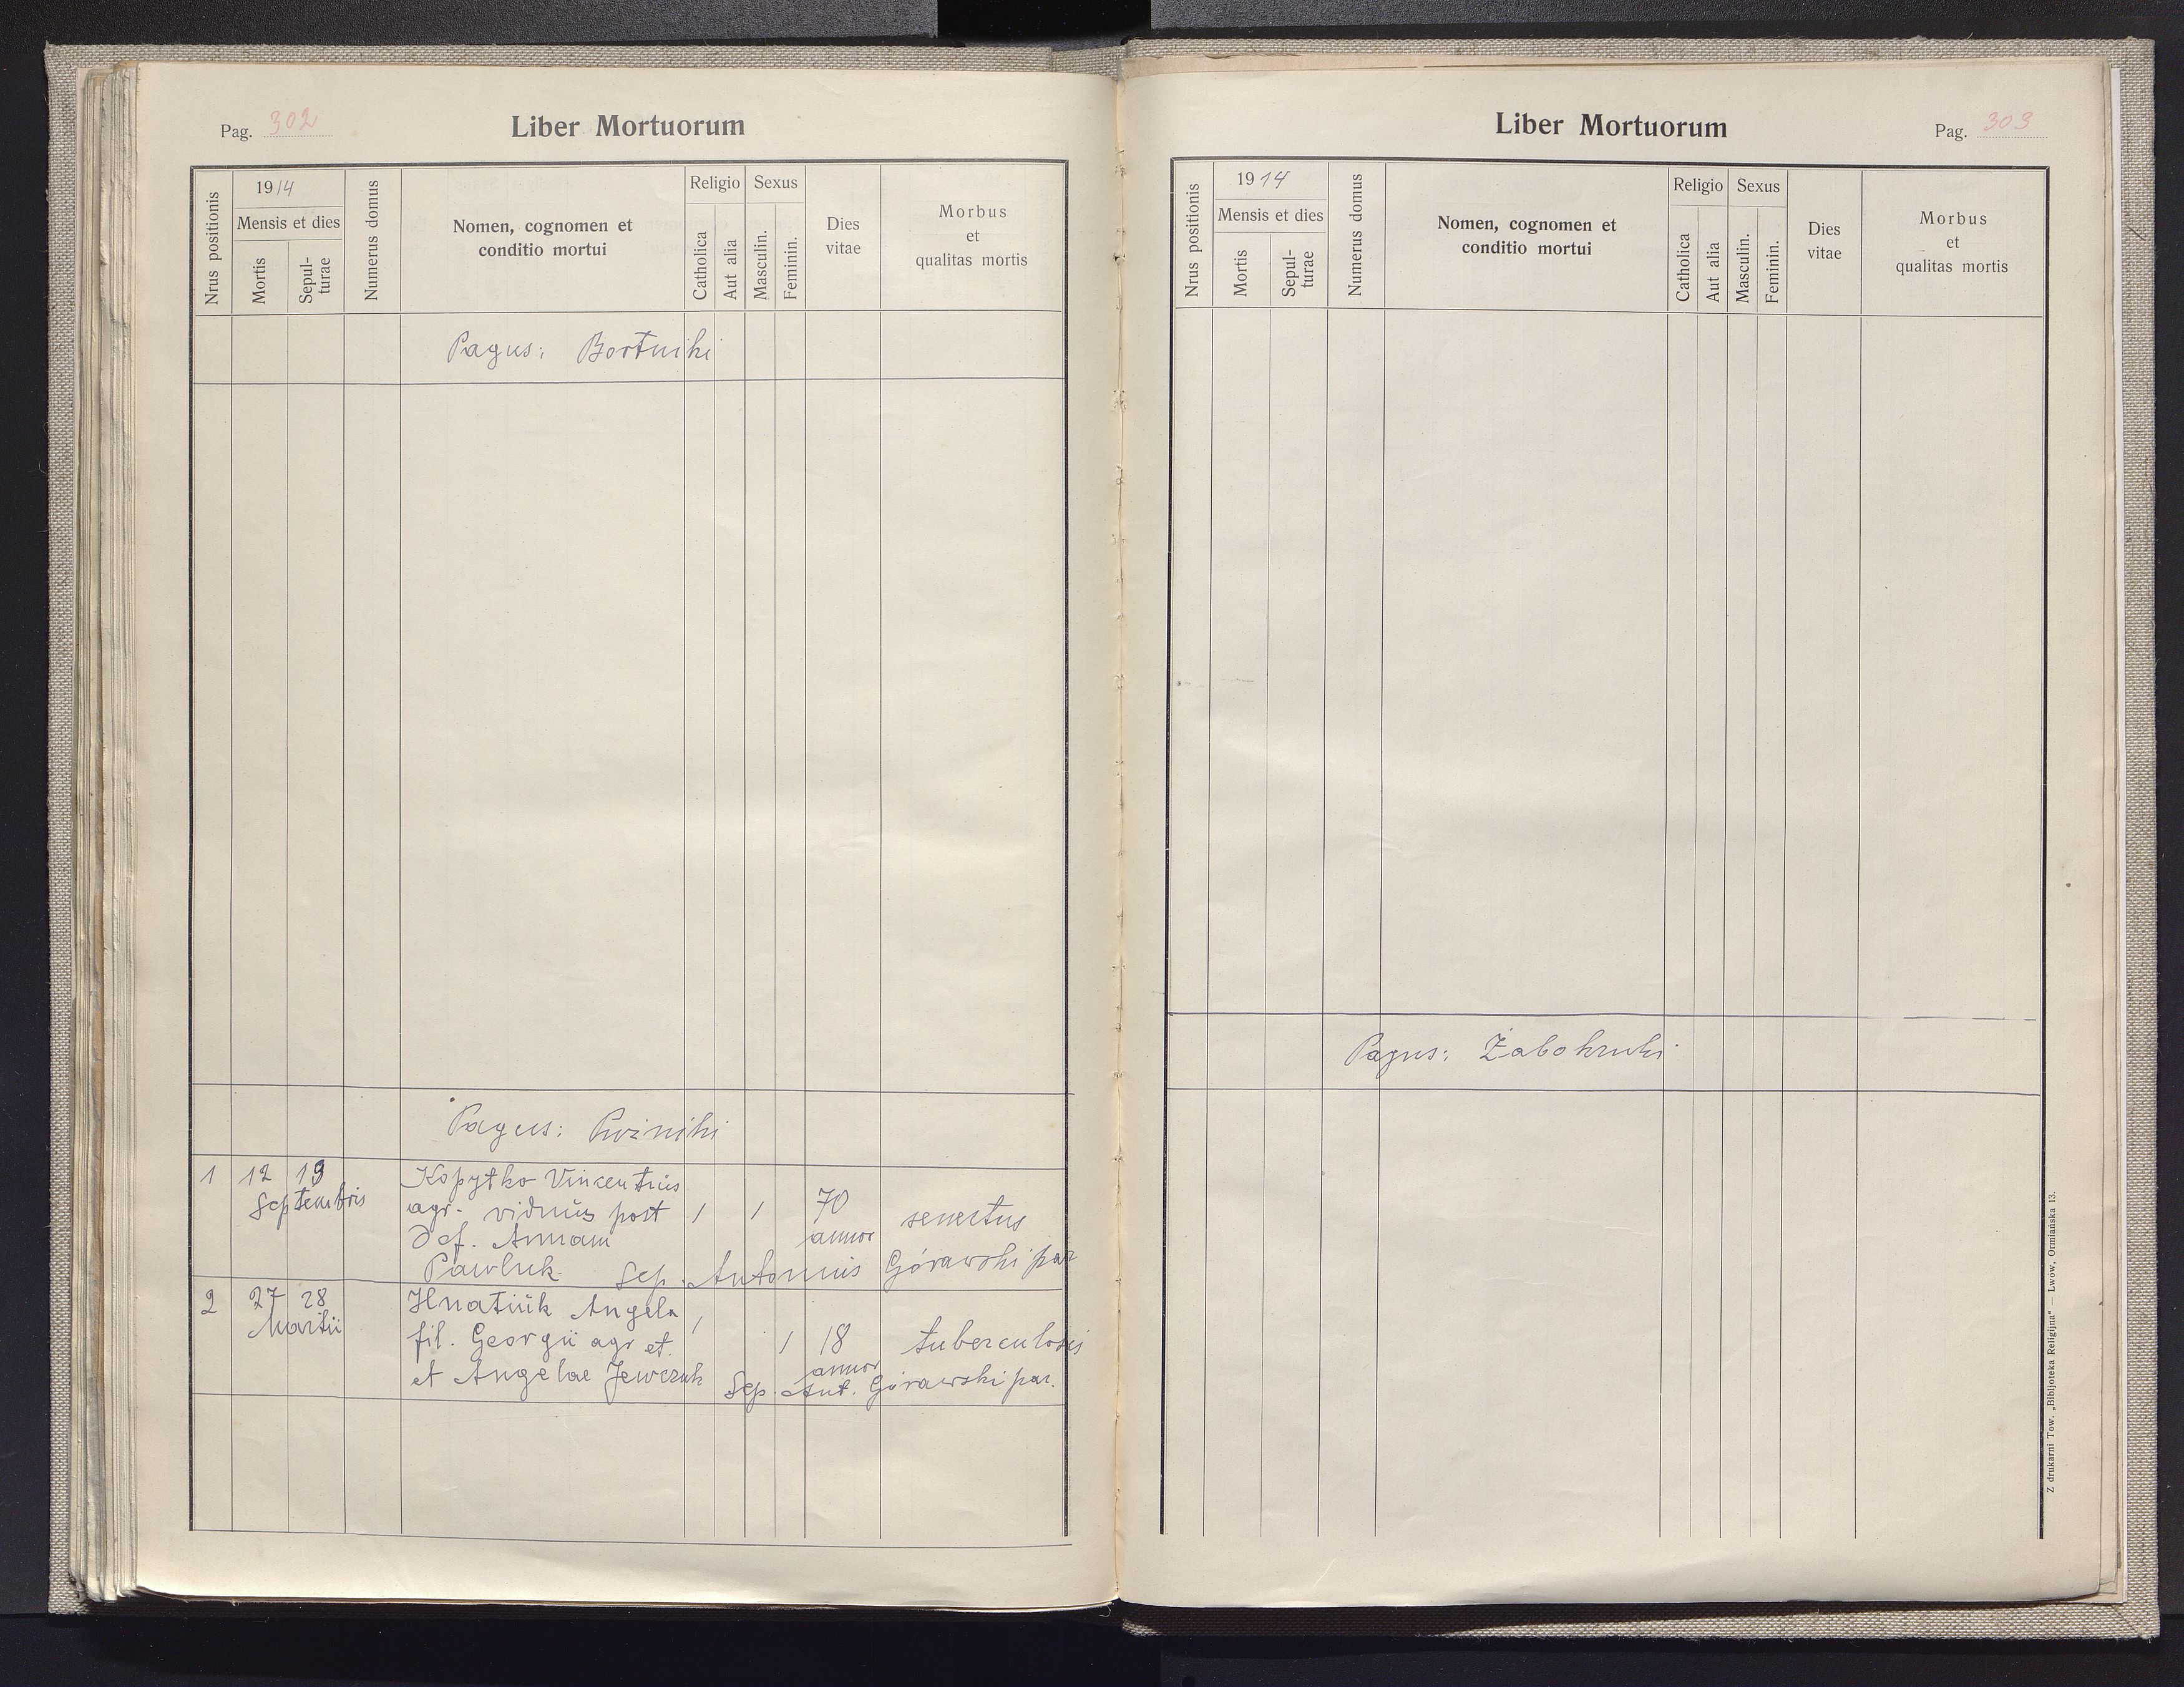 Pag. 302
Liber Mortuorum
Nrus positionis
1914
Mensis et dies
Mortis
Sepul-
turae
Numerus domus
Nomen, cognomen et
conditio mortui
Religio
Catholica
Aut alia
Sexus
Masculin.
Feminin.
Dies
vitae
Morbus
et
qualitas mortis
Pagus: Bortniki
Pagus:
1 12 19 Kopytko Vincentius
Septembris agr. viduus post 1 1 70 senectus
def. Annam annor
Pawluk Sep. Antonius Górawski par
2 27 28 Hnatiuk Angela
Martii fil. Georgii agr et 1 1 18 tuberculosis
et Angelae Jewczuk annor
Sep. Ant. Górawski par.
Liber Mortuorum
Pag. 303
Nrus positionis
1914
Mensis et dies
Mortis
Sepul-
turae
Numerus domus
Nomen, cognomen et
conditio mortui
Religio
Catholica
Aut alia
Sexus
Masculin.
Feminin.
Dies
vitae
Morbus
et
qualitas mortis
Pagus: Żabokruki
Z drukarni Tow. „Bibljoteka Religijna“ — Lwów, Ormiańska 13.